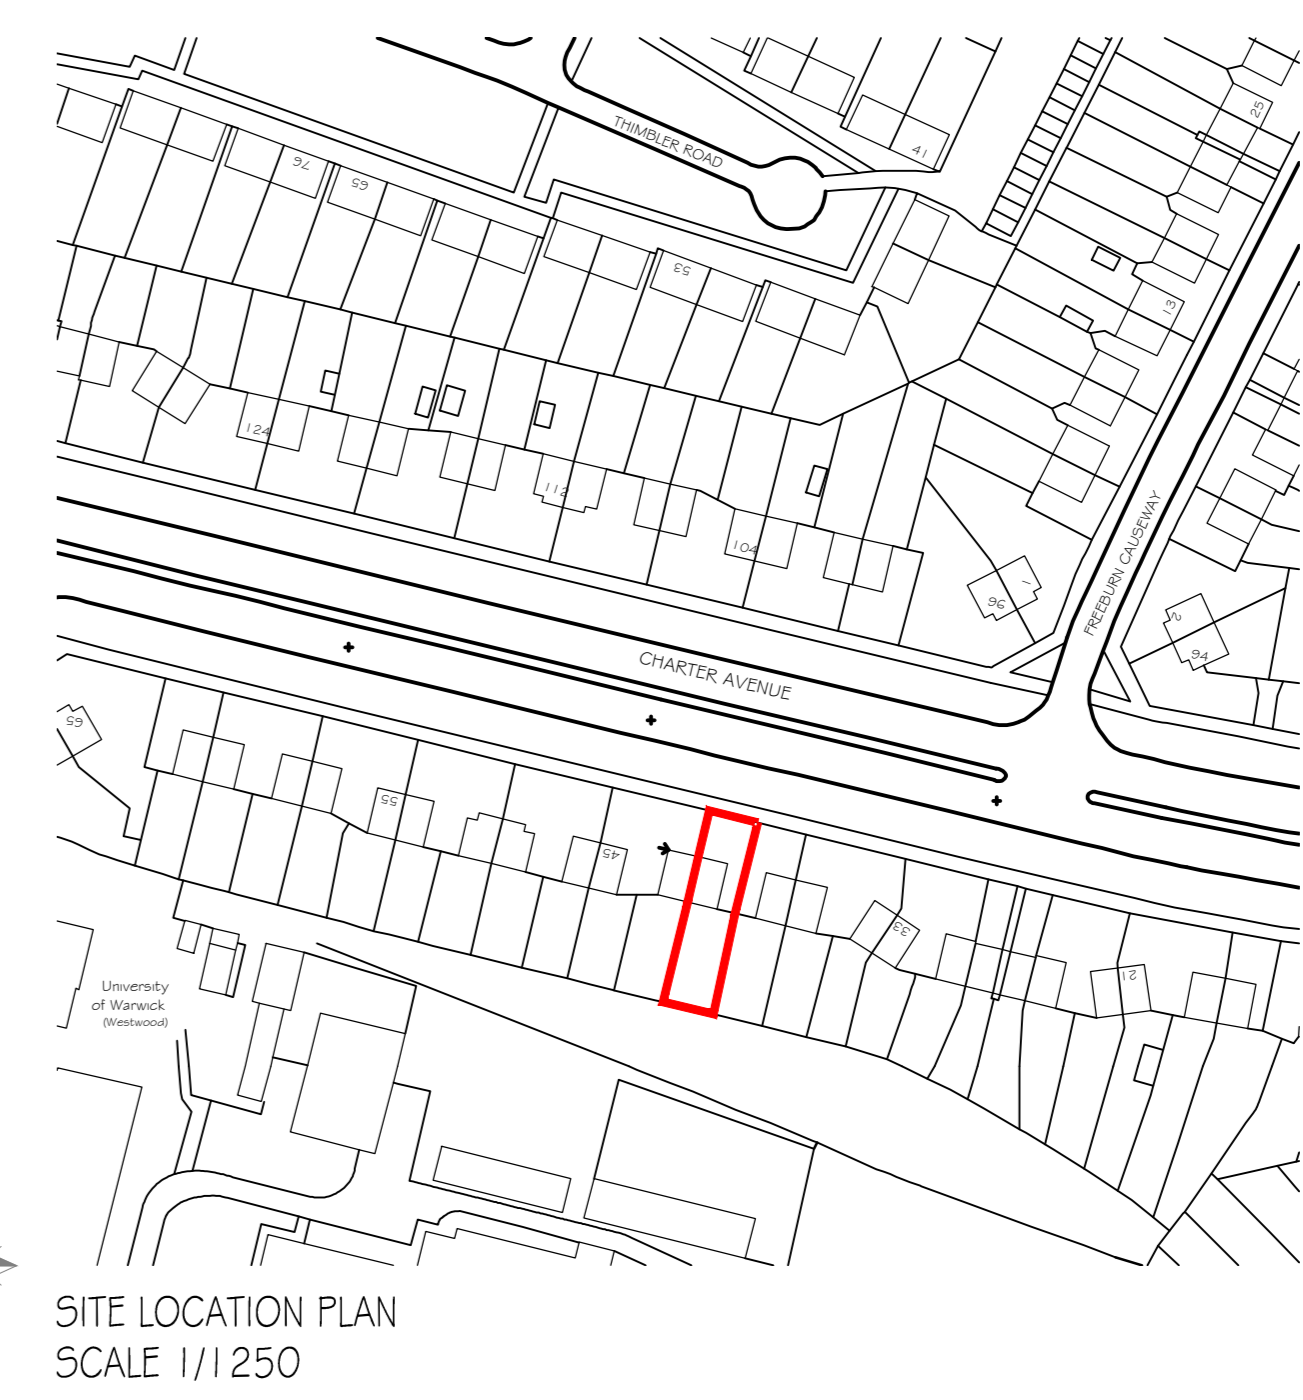 THIMBLER ROAD
41
25
76
65
53
13
124
112
104
FREEBURN CAUSEWAY
96
1
2
94
CHARTER AVENUE
65
55
45
33
21
University
of Warwick
(Westwood)
SITE LOCATION PLAN
SCALE 1/1250